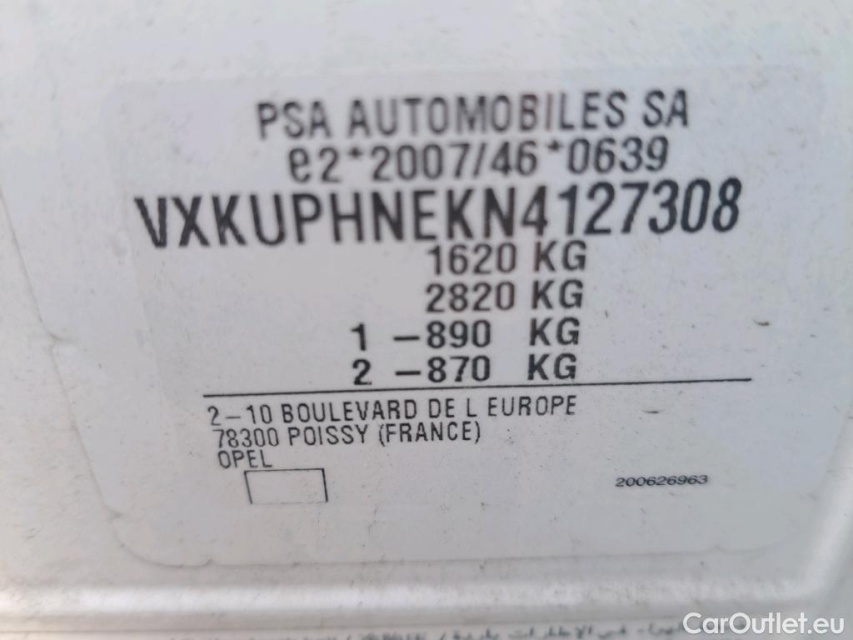 PSA AUTOMOBILES SA
e2*2007/46*0639
VXKUPHNEKN4127308
1620 KG
2820 KG
1 -890 KG
2 -870 KG
2-10 BOULEVARD DE L EUROPE
78300 POISSY (FRANCE)
OPEL
200626963
CarOutlet.eu